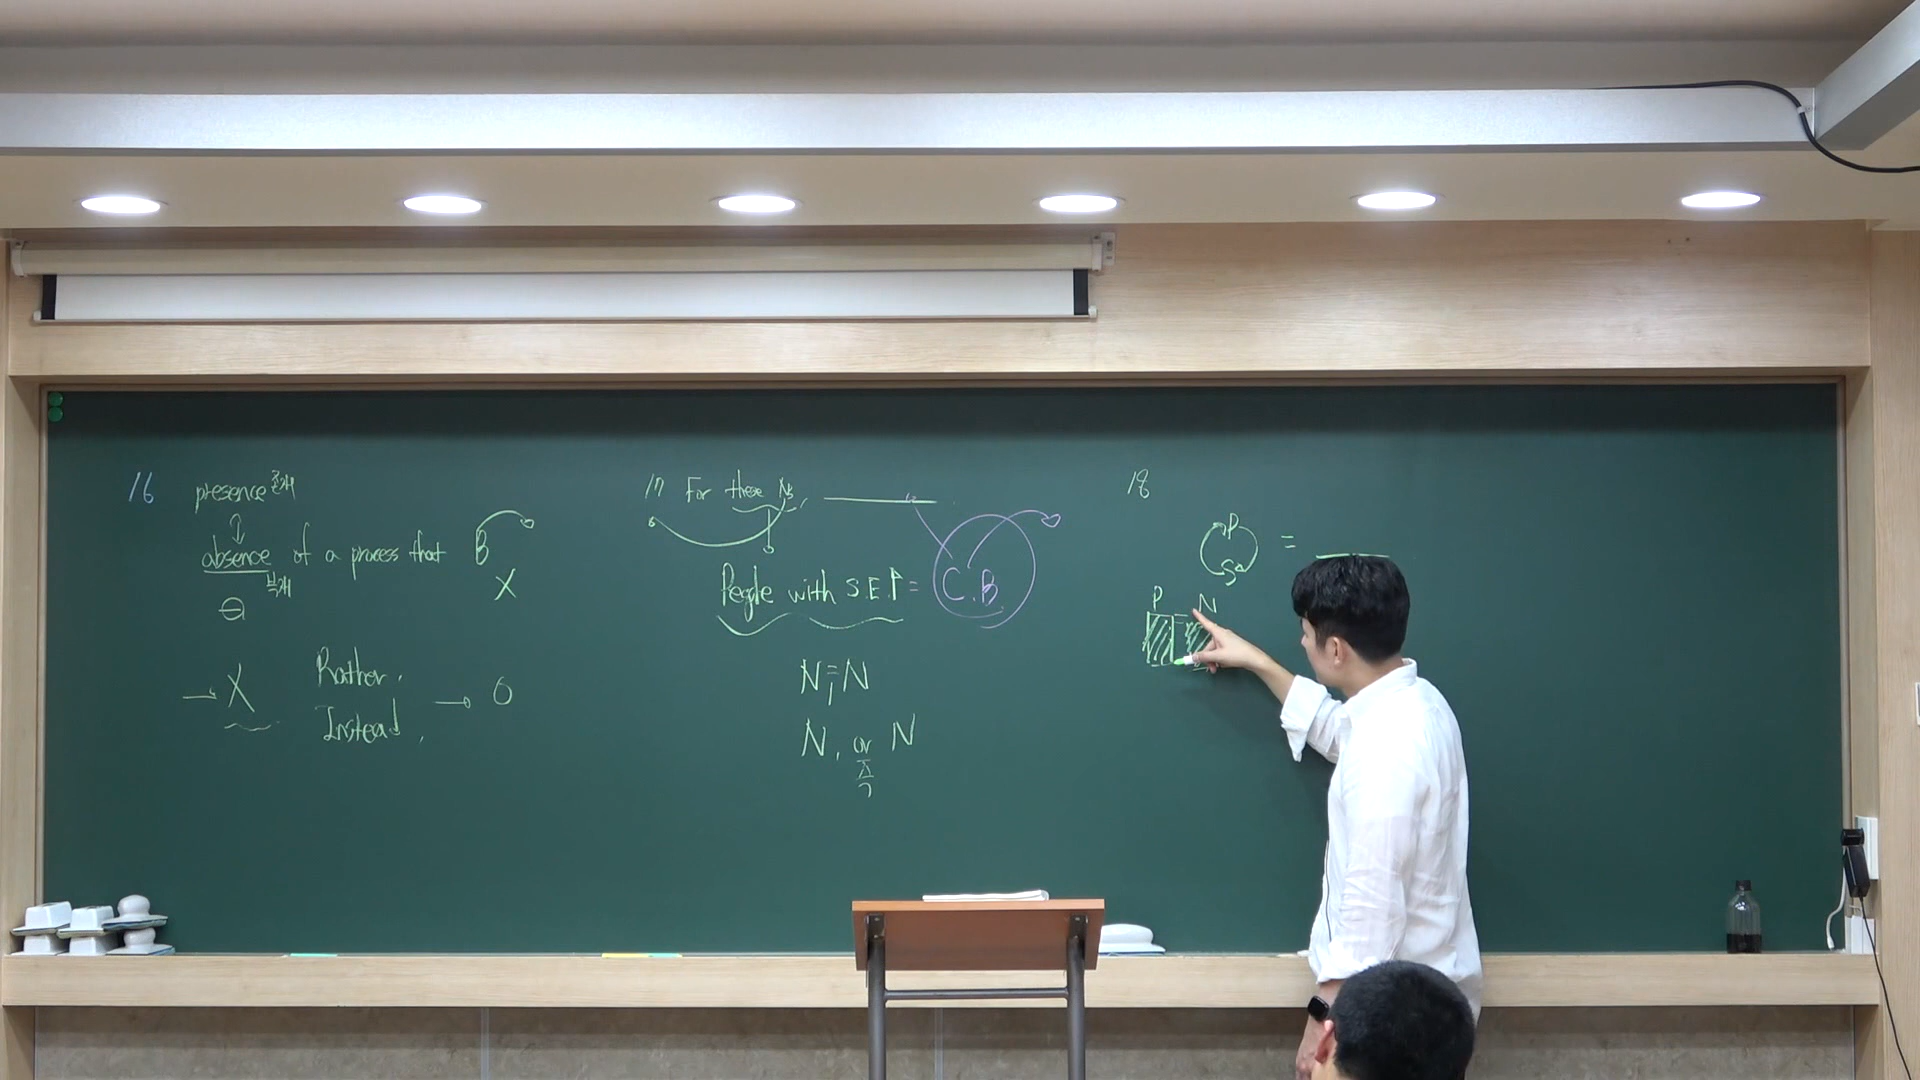 16 presence 존재
absence of a process that B
부재
X
→ X
Rather,
Instead,
→ O
17 For these Ns,
People with S.E.P = C.B.
N, = N
N, or N
18
P
S
=
P N